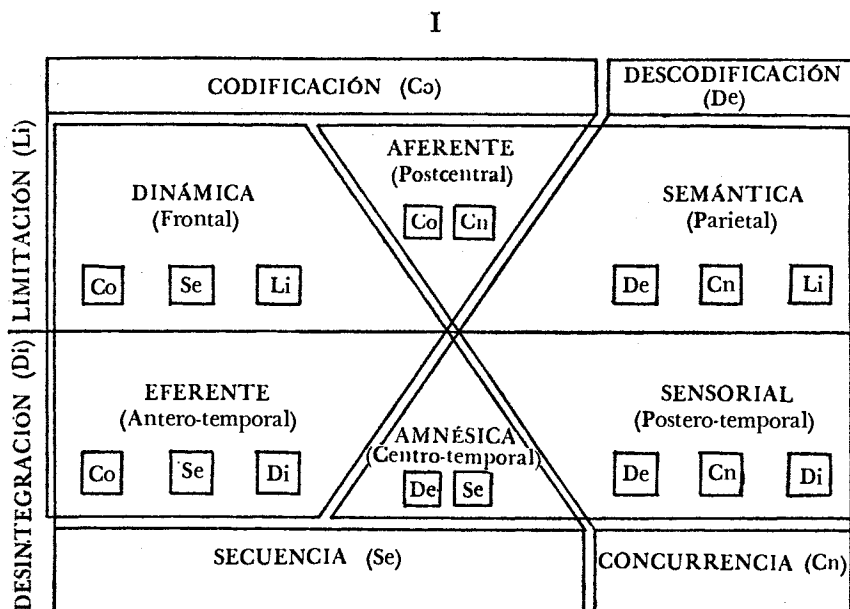 I
CODIFICACIÓN (Co)
DESCODIFICACIÓN
(De)
LIMITACIÓN (Li)
DINÁMICA
(Frontal)
Co Se Li
AFERENTE
(Postcentral)
Co Cn
SEMÁNTICA
(Parietal)
De Cn Li
DESINTEGRACIÓN (Di)
EFERENTE
(Antero-temporal)
Co Se Di
AMNÉSICA
(Centro-temporal)
De Se
SENSORIAL
(Postero-temporal)
De Cn Di
SECUENCIA (Se)
CONCURRENCIA (Cn)